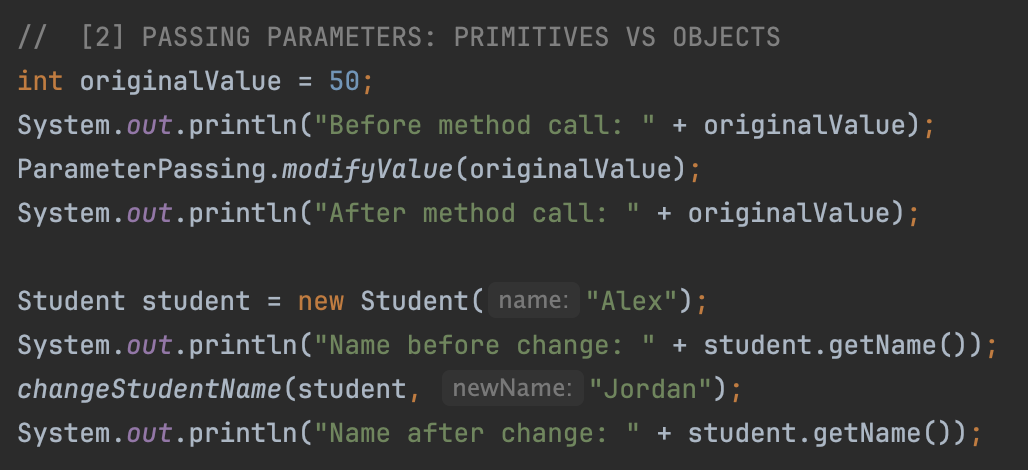 //  [2] PASSING PARAMETERS: PRIMITIVES VS OBJECTS
int originalValue = 50;
System.out.println("Before method call: " + originalValue);
ParameterPassing.modifyValue(originalValue);
System.out.println("After method call: " + originalValue);

Student student = new Student( name: "Alex");
System.out.println("Name before change: " + student.getName());
changeStudentName(student, newName: "Jordan");
System.out.println("Name after change: " + student.getName());